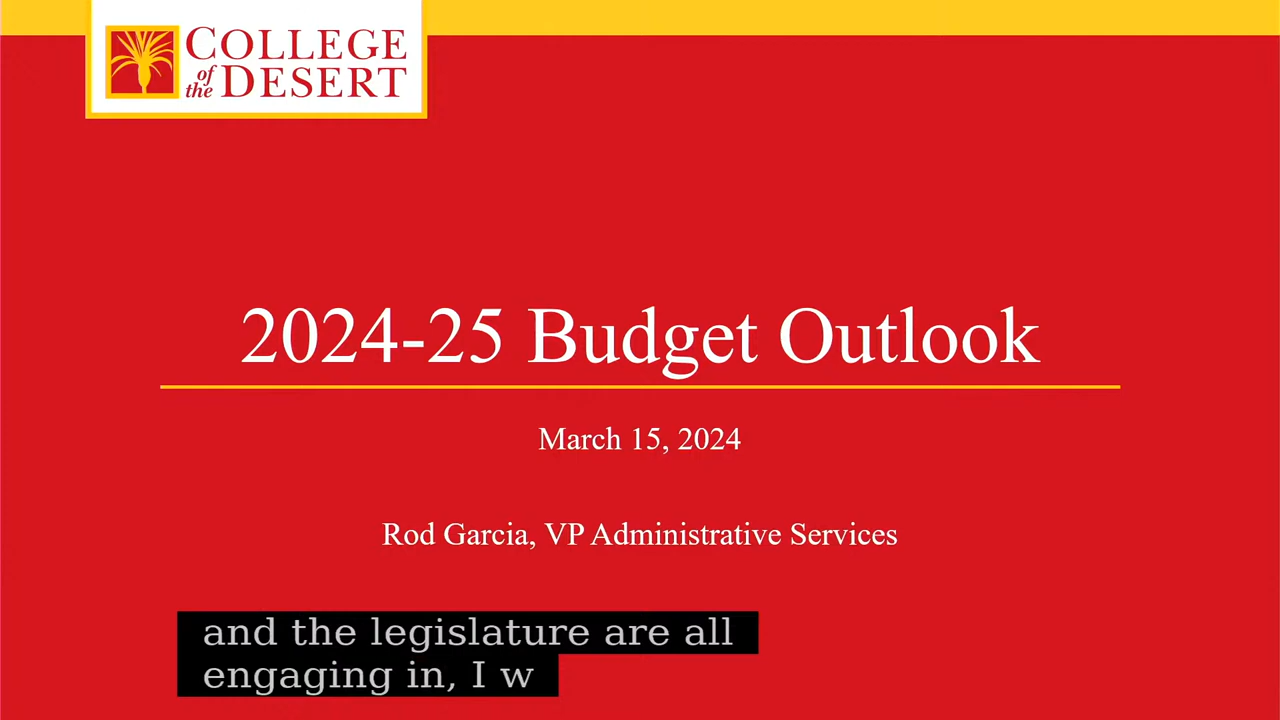 COLLEGE
of the DESERT
2024-25 Budget Outlook
March 15, 2024
Rod Garcia, VP Administrative Services
and the legislature are all
engaging in, I w